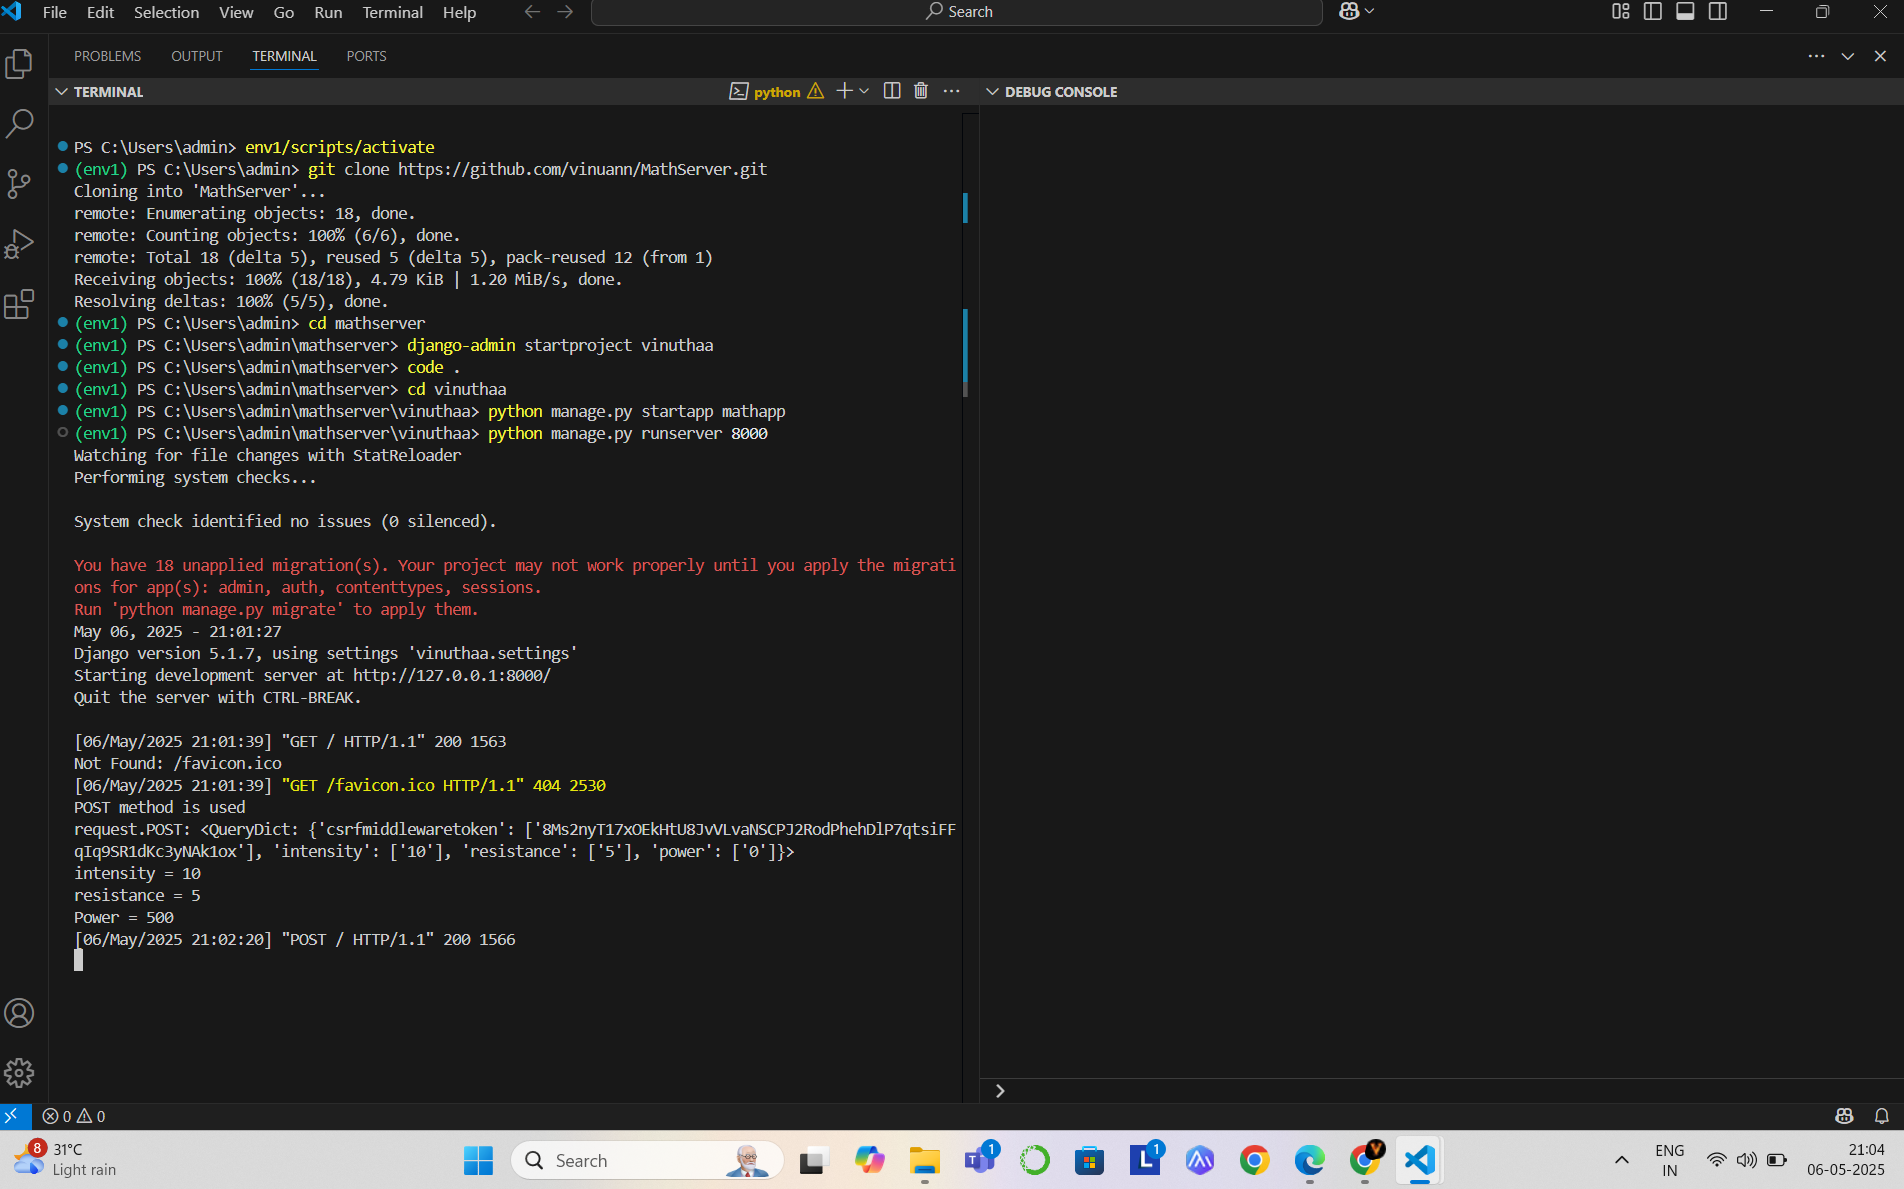 File Edit Selection View Go Run Terminal Help
Search
PROBLEMS OUTPUT TERMINAL PORTS
TERMINAL
python
DEBUG CONSOLE
PS C:\Users\admin> env1/scripts/activate
(env1) PS C:\Users\admin> git clone https://github.com/vinuann/MathServer.git
Cloning into 'MathServer'...
remote: Enumerating objects: 18, done.
remote: Counting objects: 100% (6/6), done.
remote: Total 18 (delta 5), reused 5 (delta 5), pack-reused 12 (from 1)
Receiving objects: 100% (18/18), 4.79 KiB | 1.20 MiB/s, done.
Resolving deltas: 100% (5/5), done.
(env1) PS C:\Users\admin> cd mathserver
(env1) PS C:\Users\admin\mathserver> django-admin startproject vinuthaa
(env1) PS C:\Users\admin\mathserver> code .
(env1) PS C:\Users\admin\mathserver> cd vinuthaa
(env1) PS C:\Users\admin\mathserver\vinuthaa> python manage.py startapp mathapp
(env1) PS C:\Users\admin\mathserver\vinuthaa> python manage.py runserver 8000
Watching for file changes with StatReloader
Performing system checks...
System check identified no issues (0 silenced).
You have 18 unapplied migration(s). Your project may not work properly until you apply the migrati
ons for app(s): admin, auth, contenttypes, sessions.
Run 'python manage.py migrate' to apply them.
May 06, 2025 - 21:01:27
Django version 5.1.7, using settings 'vinuthaa.settings'
Starting development server at http://127.0.0.1:8000/
Quit the server with CTRL-BREAK.
[06/May/2025 21:01:39] "GET / HTTP/1.1" 200 1563
Not Found: /favicon.ico
[06/May/2025 21:01:39] "GET /favicon.ico HTTP/1.1" 404 2530
POST method is used
request.POST: <QueryDict: {'csrfmiddlewaretoken': ['8Ms2nyT17xOEkHtU8JvVLvaNSCPJ2RodPhehDlP7qtsiFF
qIq9SR1dKc3yNAk1ox'], 'intensity': ['10'], 'resistance': ['5'], 'power': ['0']}>
intensity = 10
resistance = 5
Power = 500
[06/May/2025 21:02:20] "POST / HTTP/1.1" 200 1566
0 0
8
31°C
Light rain
Search
1
1
ENG
IN
21:04
06-05-2025